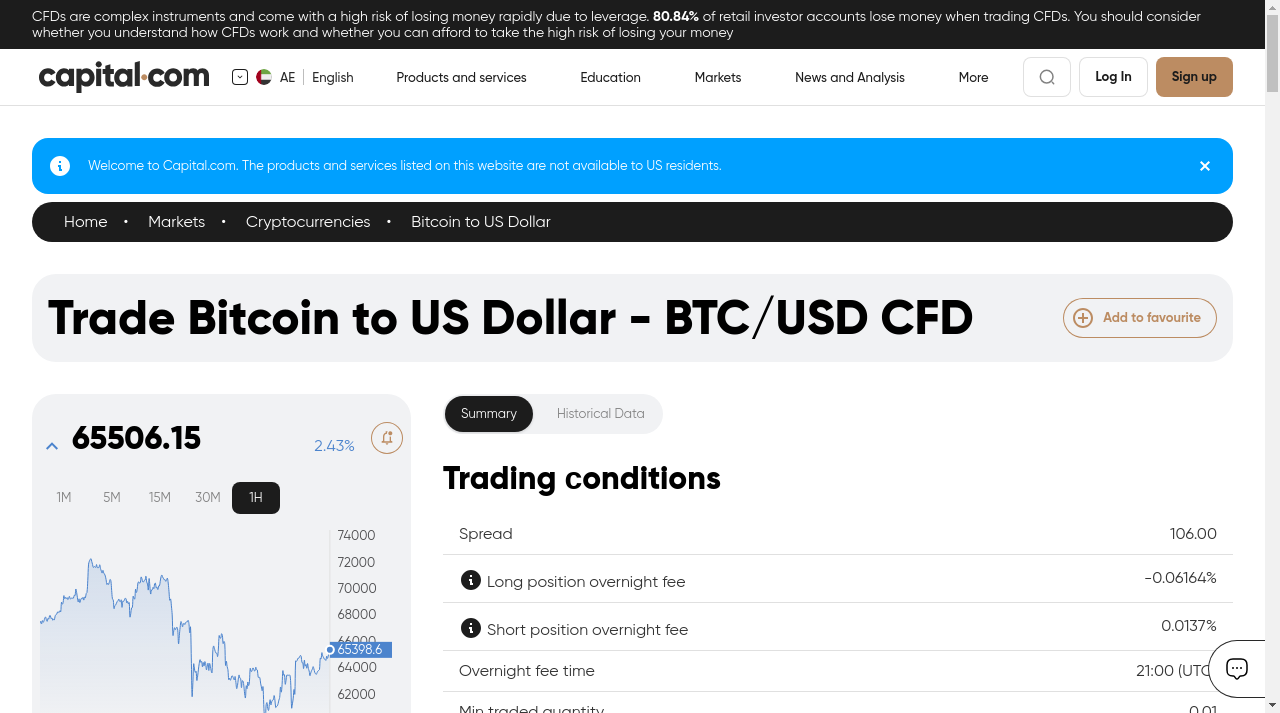 CFDs are complex instruments and come with a high risk of losing money rapidly due to leverage. 80.84% of retail investor accounts lose money when trading CFDs. You should consider
whether you understand how CFDs work and whether you can afford to take the high risk of losing your money
capital.com
AE
English
Products and services
Education
Markets
News and Analysis
More
Log In
Sign up
Welcome to Capital.com. The products and services listed on this website are not available to US residents.
Home • Markets • Cryptocurrencies • Bitcoin to US Dollar
Trade Bitcoin to US Dollar - BTC/USD CFD
Add to favourite
65506.15
2.43%
1M 5M 15M 30M 1H
74000
72000
70000
68000
66000
65398.6
64000
62000
Summary
Historical Data
Trading conditions
Spread 106.00
Long position overnight fee -0.06164%
Short position overnight fee 0.0137%
Overnight fee time 21:00 (UTC
Min traded quantity 0.01